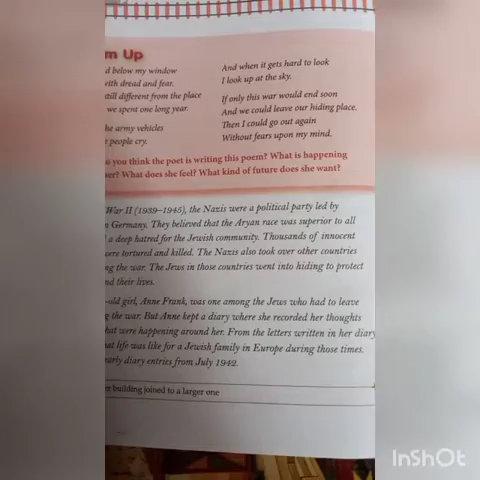 m Up
d below my window
with dread and fear.
still different from the place
we spent one long year.
he army vehicles
people cry.
And when it gets hard to look
I look up at the sky.
If only this war would end soon
And we could leave our hiding place.
Then I could go out again
Without fears upon my mind.
o you think the poet is writing this poem? What is happening
er? What does she feel? What kind of future does she want?
War II (1939–1945), the Nazis were a political party led by
Germany. They believed that the Aryan race was superior to all
a deep hatred for the Jewish community. Thousands of innocent
were tortured and killed. The Nazis also took over other countries
ng the war. The Jews in those countries went into hiding to protect
nd their lives.
-old girl, Anne Frank, was one among the Jews who had to leave
g the war. But Anne kept a diary where she recorded her thoughts
hat were happening around her. From the letters written in her diary
hat life was like for a Jewish family in Europe during those times.
early diary entries from July 1942.
er building joined to a larger one
InShOt